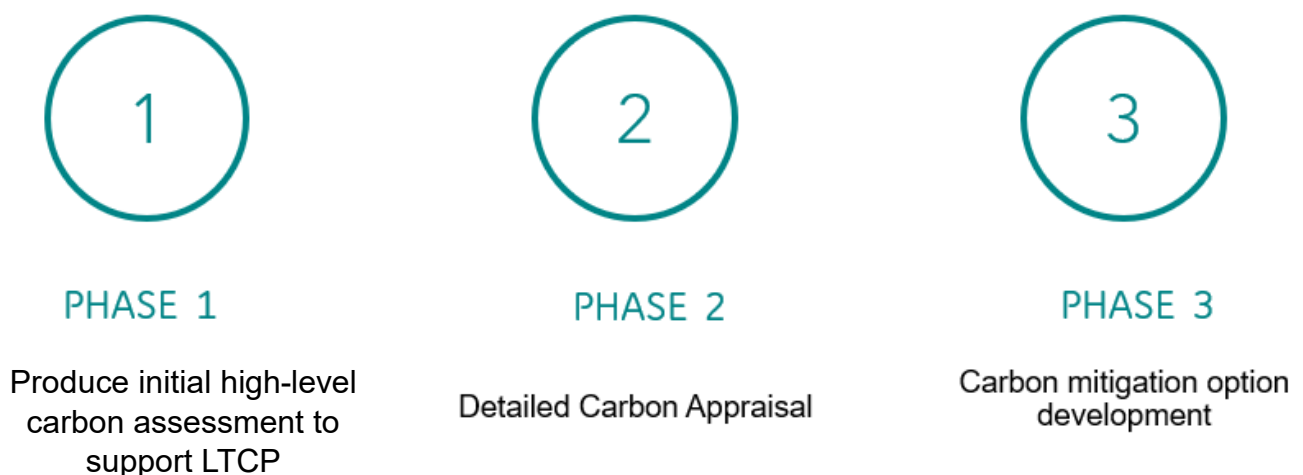 1
PHASE 1
Produce initial high-level
carbon assessment to
support LTCP
2
PHASE 2
Detailed Carbon Appraisal
3
PHASE 3
Carbon mitigation option
development